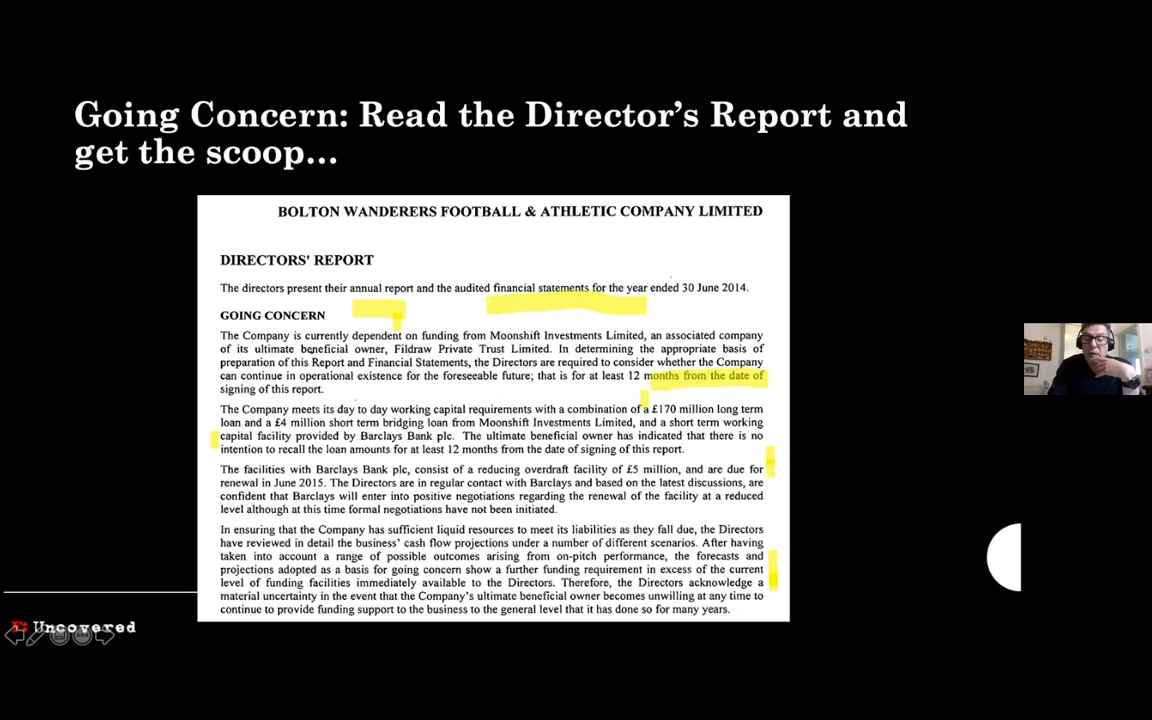 Going Concern: Read the Director’s Report and
get the scoop...
BOLTON WANDERERS FOOTBALL & ATHLETIC COMPANY LIMITED
DIRECTORS' REPORT
The directors present their annual report and the audited financial statements for the year ended 30 June 2014.
GOING CONCERN
The Company is currently dependent on funding from Moonshift Investments Limited, an associated company
of its ultimate beneficial owner, Fildraw Private Trust Limited. In determining the appropriate basis of
preparation of this Report and Financial Statements, the Directors are required to consider whether the Company
can continue in operational existence for the foreseeable future; that is for at least 12 months from the date of
signing of this report.
The Company meets its day to day working capital requirements with a combination of a £170 million long term
loan and a £4 million short term bridging loan from Moonshift Investments Limited, and a short term working
capital facility provided by Barclays Bank plc. The ultimate beneficial owner has indicated that there is no
intention to recall the loan amounts for at least 12 months from the date of signing of this report.
The facilities with Barclays Bank plc, consist of a reducing overdraft facility of £5 million, and are due for
renewal in June 2015. The Directors are in regular contact with Barclays and based on the latest discussions, are
confident that Barclays will enter into positive negotiations regarding the renewal of the facility at a reduced
level although at this time formal negotiations have not been initiated.
In ensuring that the Company has sufficient liquid resources to meet its liabilities as they fall due, the Directors
have reviewed in detail the business' cash flow projections under a number of different scenarios. After having
taken into account a range of possible outcomes arising from on-pitch performance, the forecasts and
projections adopted as a basis for going concern show a further funding requirement in excess of the current
level of funding facilities immediately available to the Directors. Therefore, the Directors acknowledge a
material uncertainty in the event that the Company's ultimate beneficial owner becomes unwilling at any time to
continue to provide funding support to the business to the general level that it has done so for many years.
Uncovered